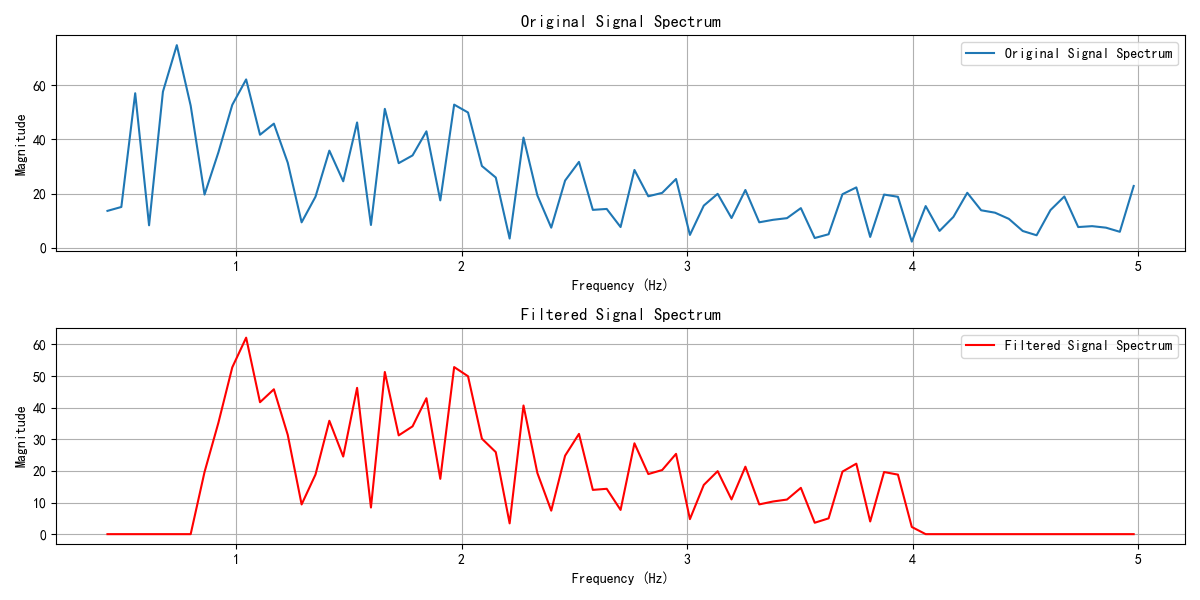 Original Signal Spectrum
Original Signal Spectrum
Magnitude
60
40
20
0
1
2
3
4
5
Frequency (Hz)
Filtered Signal Spectrum
Filtered Signal Spectrum
Magnitude
60
50
40
30
20
10
0
1
2
3
4
5
Frequency (Hz)